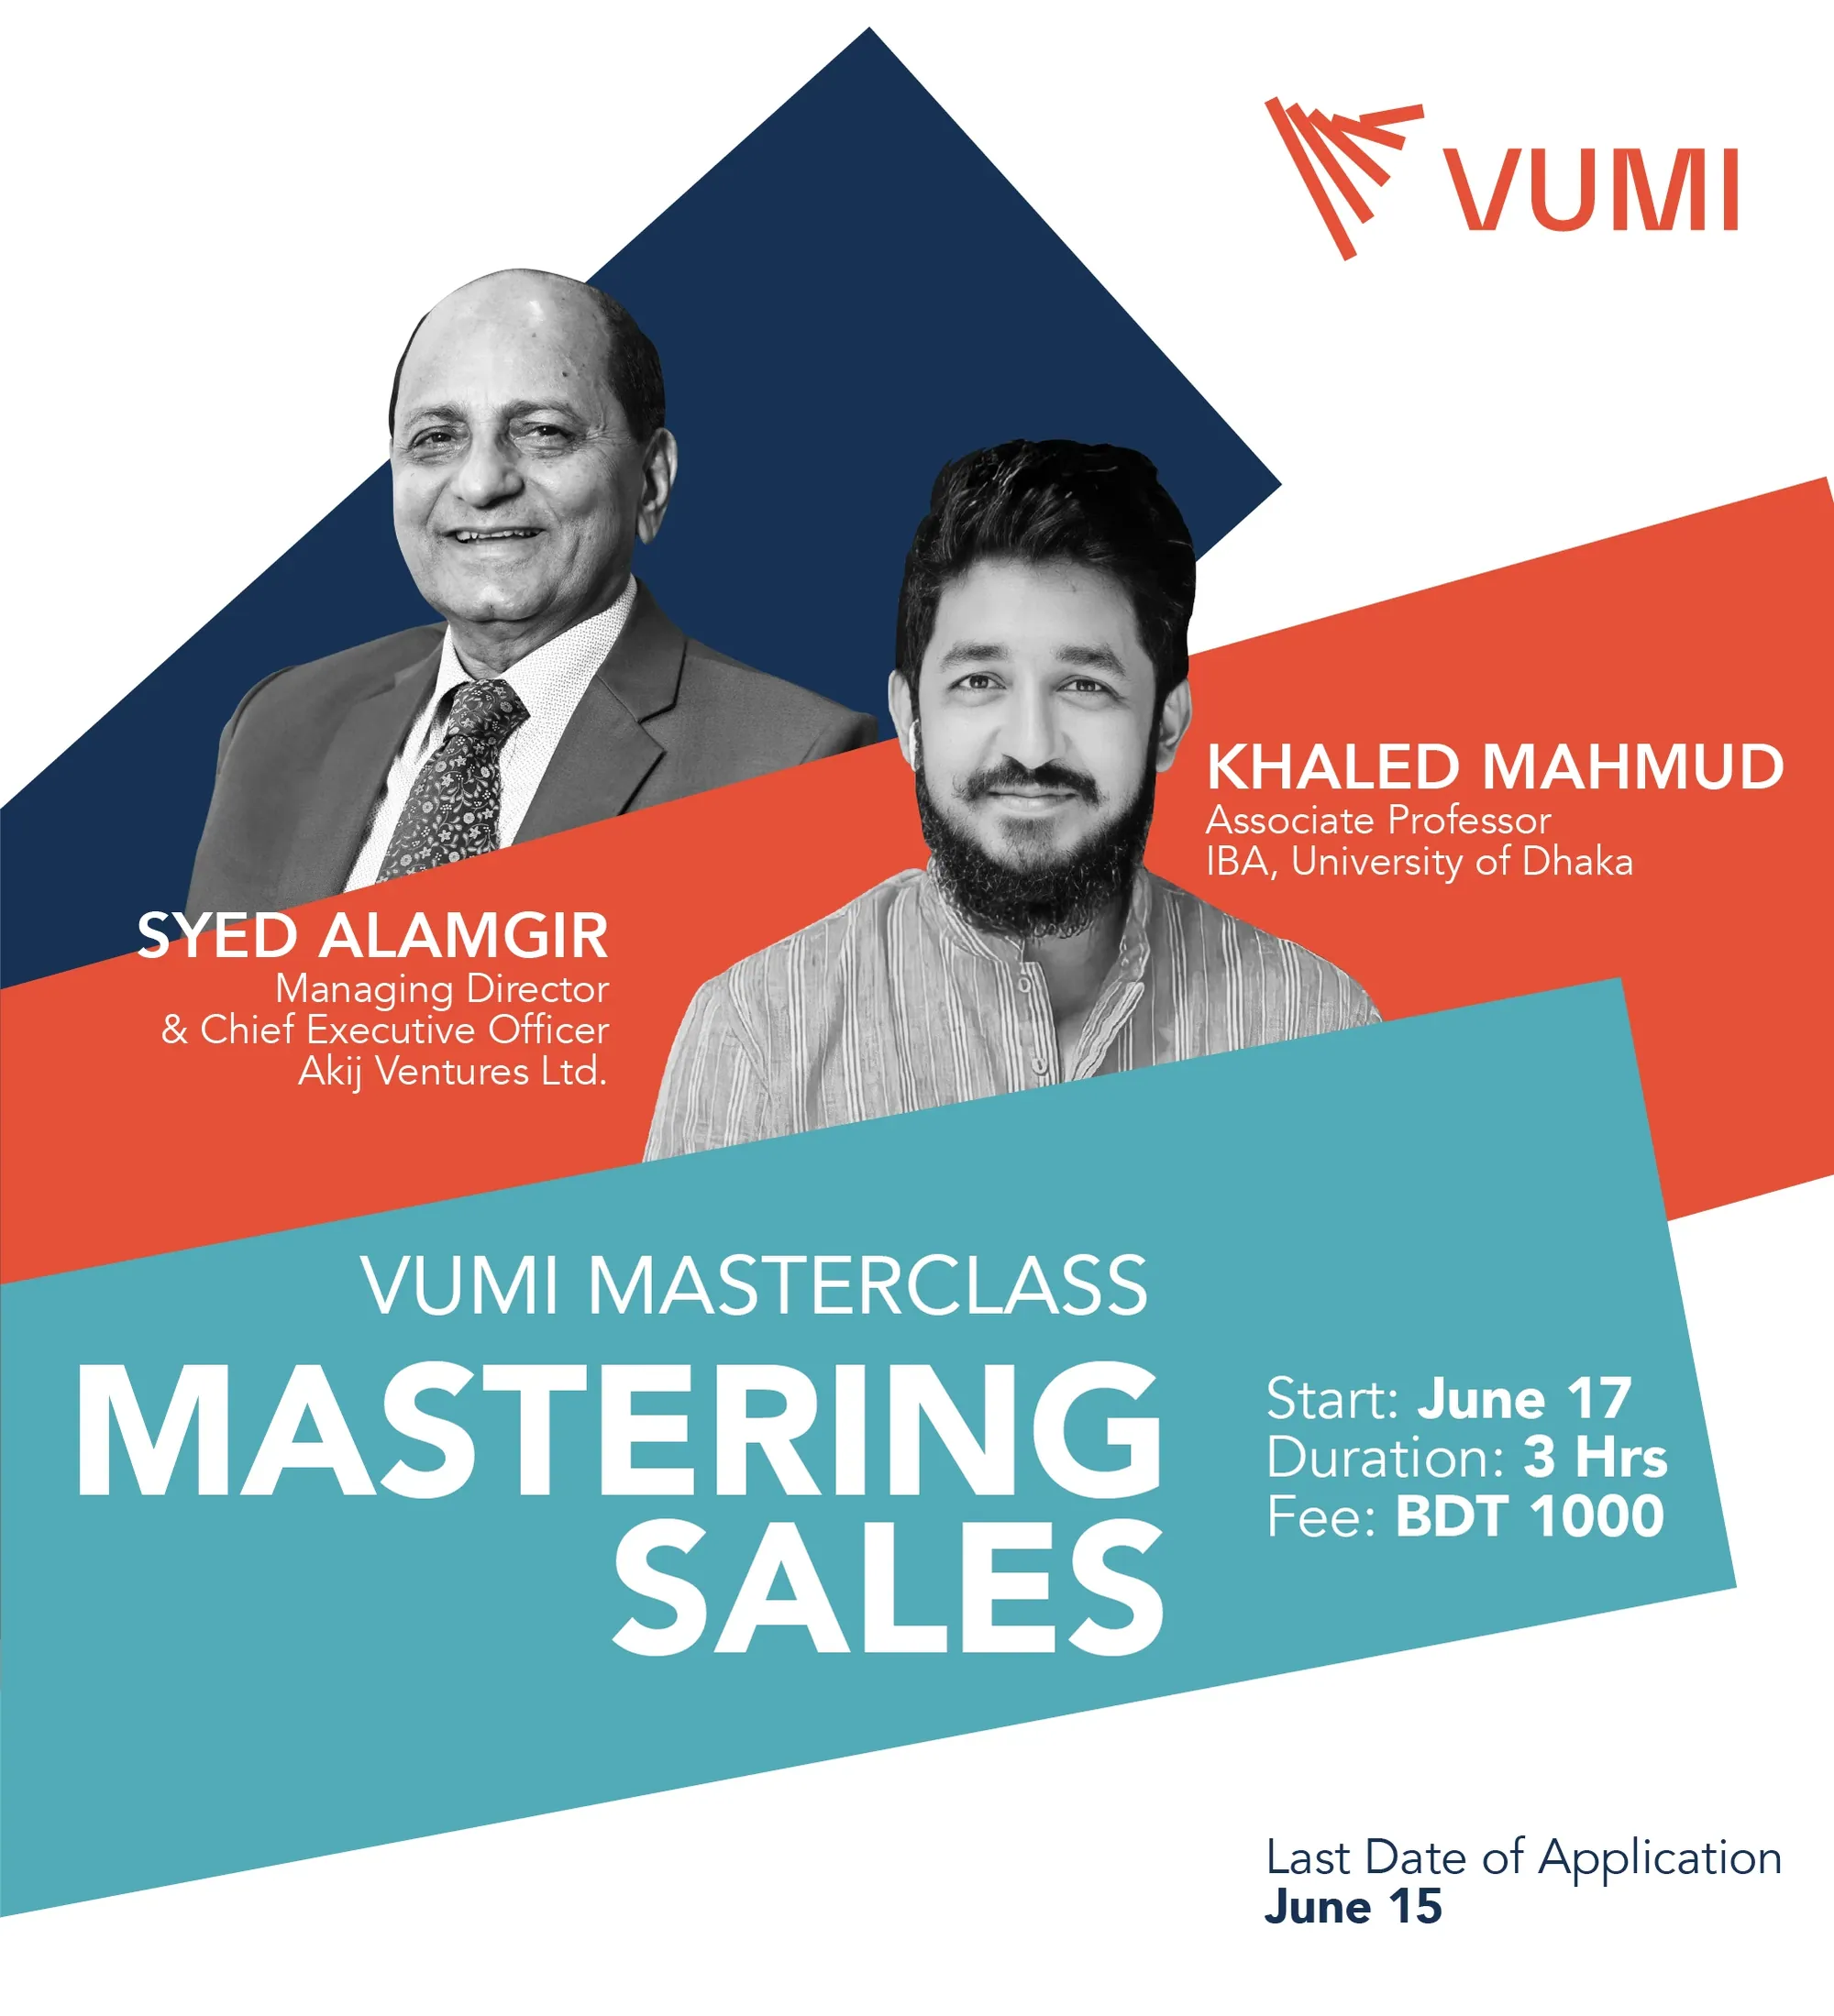 VUMI
KHALED MAHMUD
Associate Professor
IBA, University of Dhaka
SYED ALAMGIR
Managing Director
& Chief Executive Officer
Akij Ventures Ltd.
VUMI MASTERCLASS
MASTERING
SALES
Start: June 17
Duration: 3 Hrs
Fee: BDT 1000
Last Date of Application
June 15